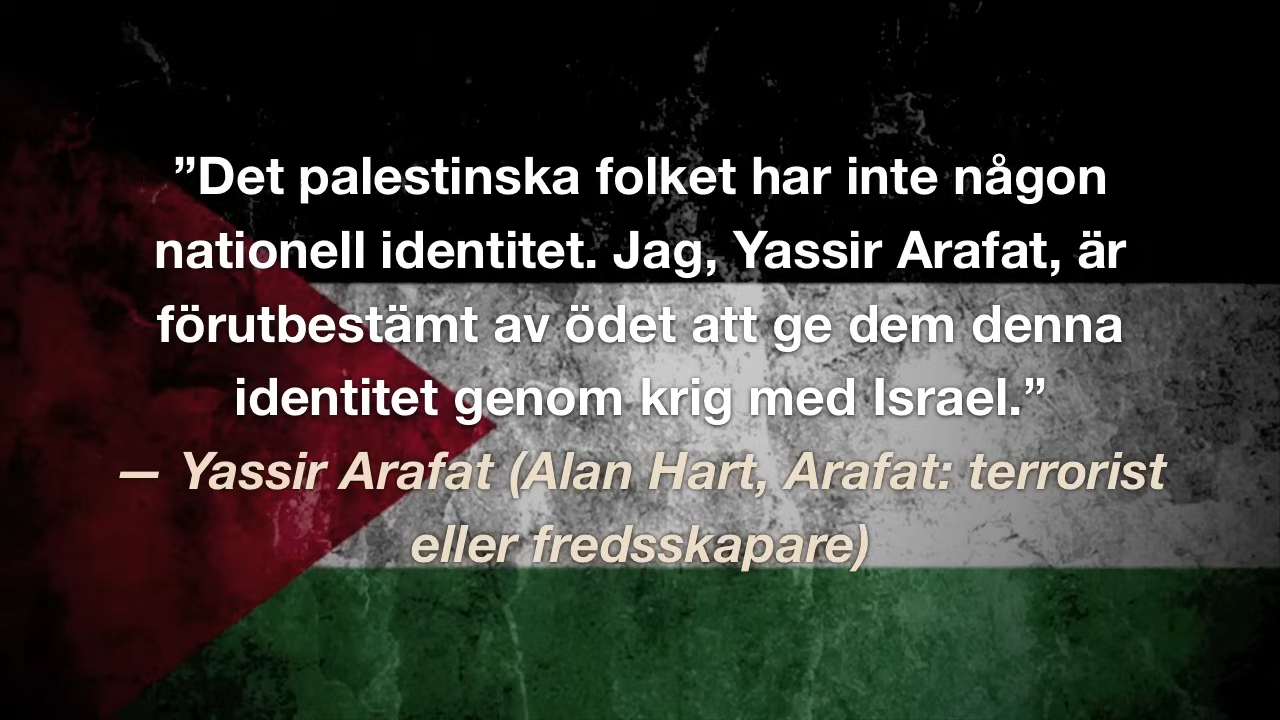 ”Det palestinska folket har inte någon
nationell identitet. Jag, Yassir Arafat, är
förutbestämt av ödet att ge dem denna
identitet genom krig med Israel.”
— Yassir Arafat (Alan Hart, Arafat: terrorist
eller fredsskapare)